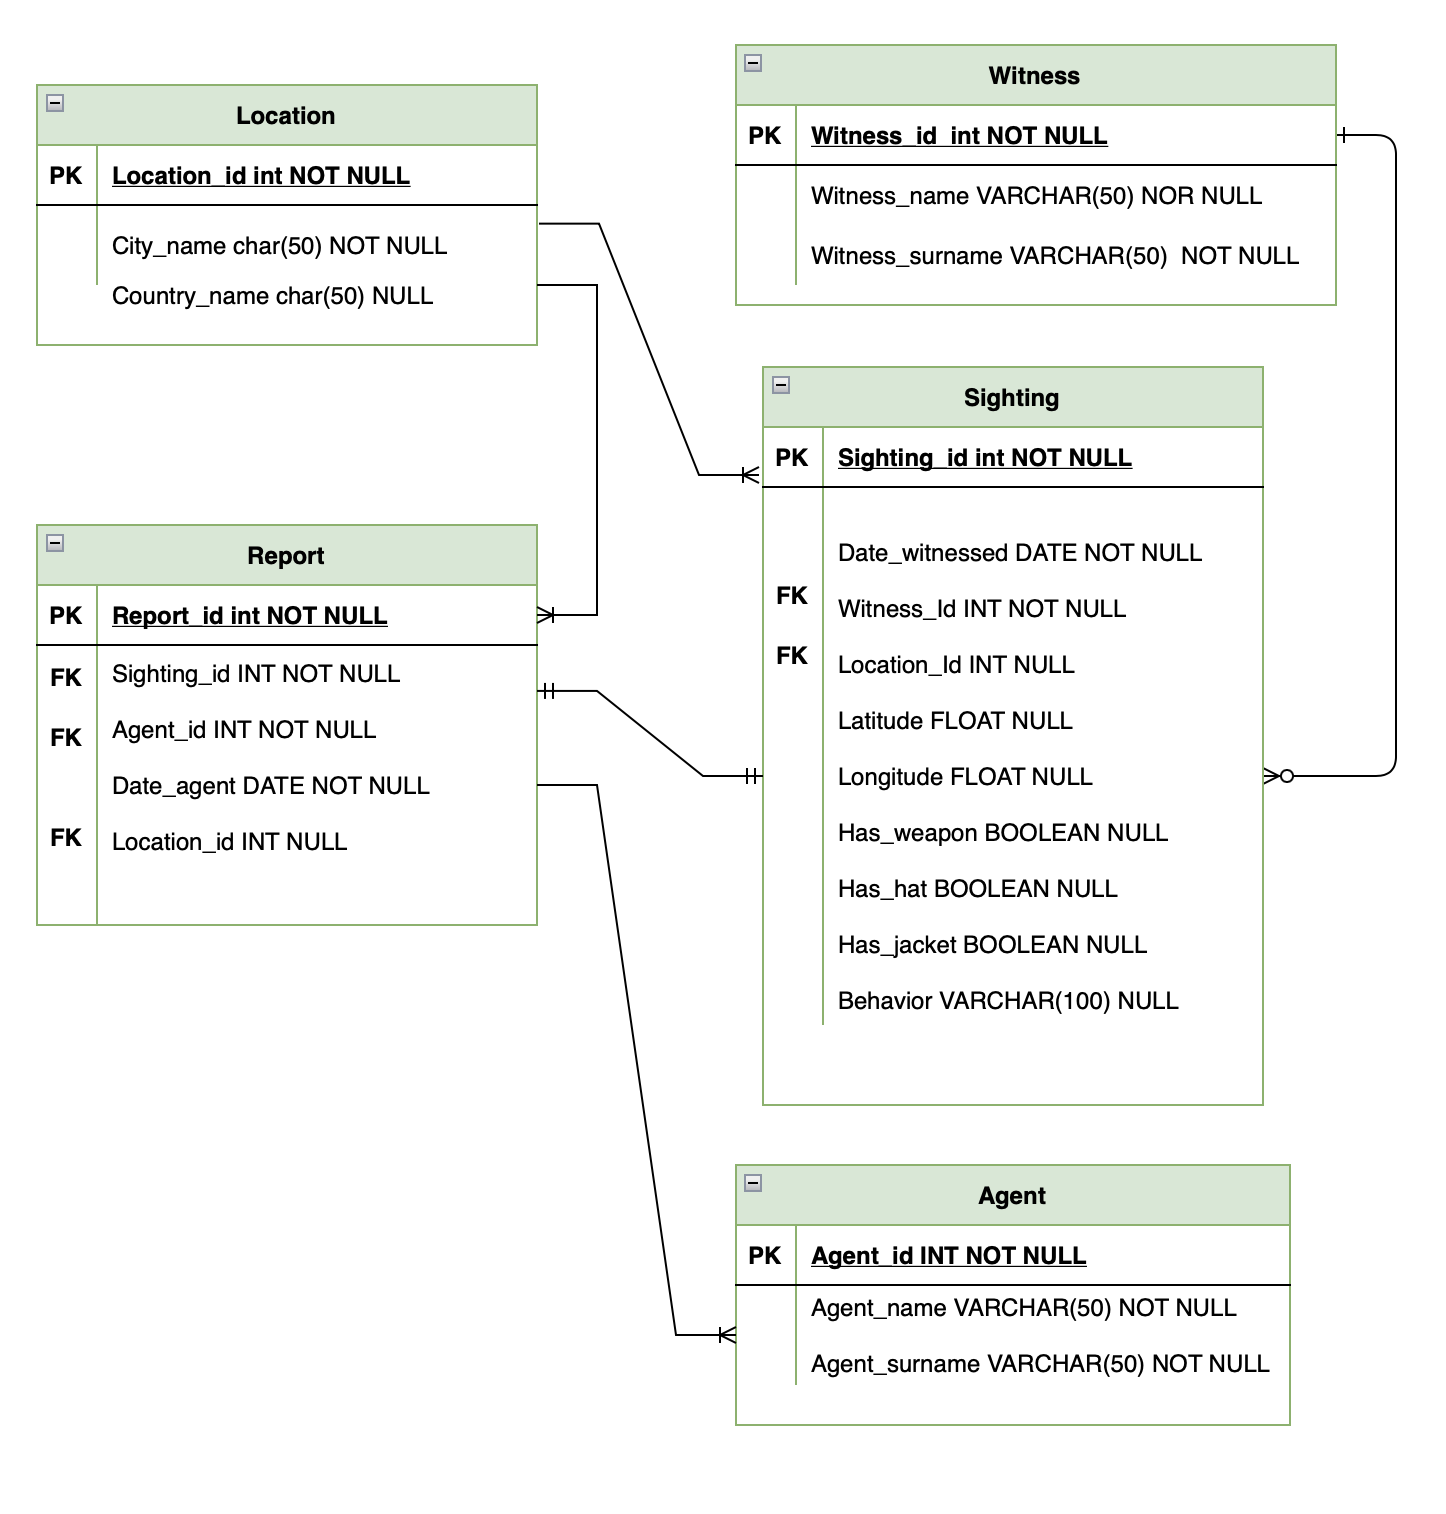 Location
PK Location_id int NOT NULL
City_name char(50) NOT NULL
Country_name char(50) NULL
Witness
PK Witness_id int NOT NULL
Witness_name VARCHAR(50) NOR NULL
Witness_surname VARCHAR(50) NOT NULL
Sighting
PK Sighting_id int NOT NULL
Date_witnessed DATE NOT NULL
FK Witness_Id INT NOT NULL
FK Location_Id INT NULL
Latitude FLOAT NULL
Longitude FLOAT NULL
Has_weapon BOOLEAN NULL
Has_hat BOOLEAN NULL
Has_jacket BOOLEAN NULL
Behavior VARCHAR(100) NULL
Report
PK Report_id int NOT NULL
FK Sighting_id INT NOT NULL
FK Agent_id INT NOT NULL
Date_agent DATE NOT NULL
FK Location_id INT NULL
Agent
PK Agent_id INT NOT NULL
Agent_name VARCHAR(50) NOT NULL
Agent_surname VARCHAR(50) NOT NULL